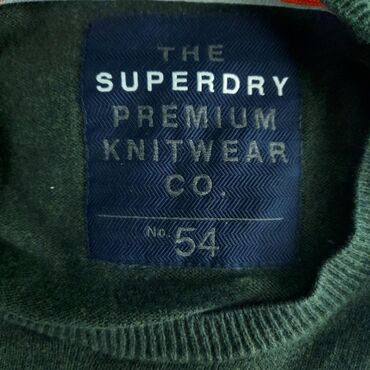 THE
SUPERDRY
PREMIUM
KNITWEAR
CO.
No. 54